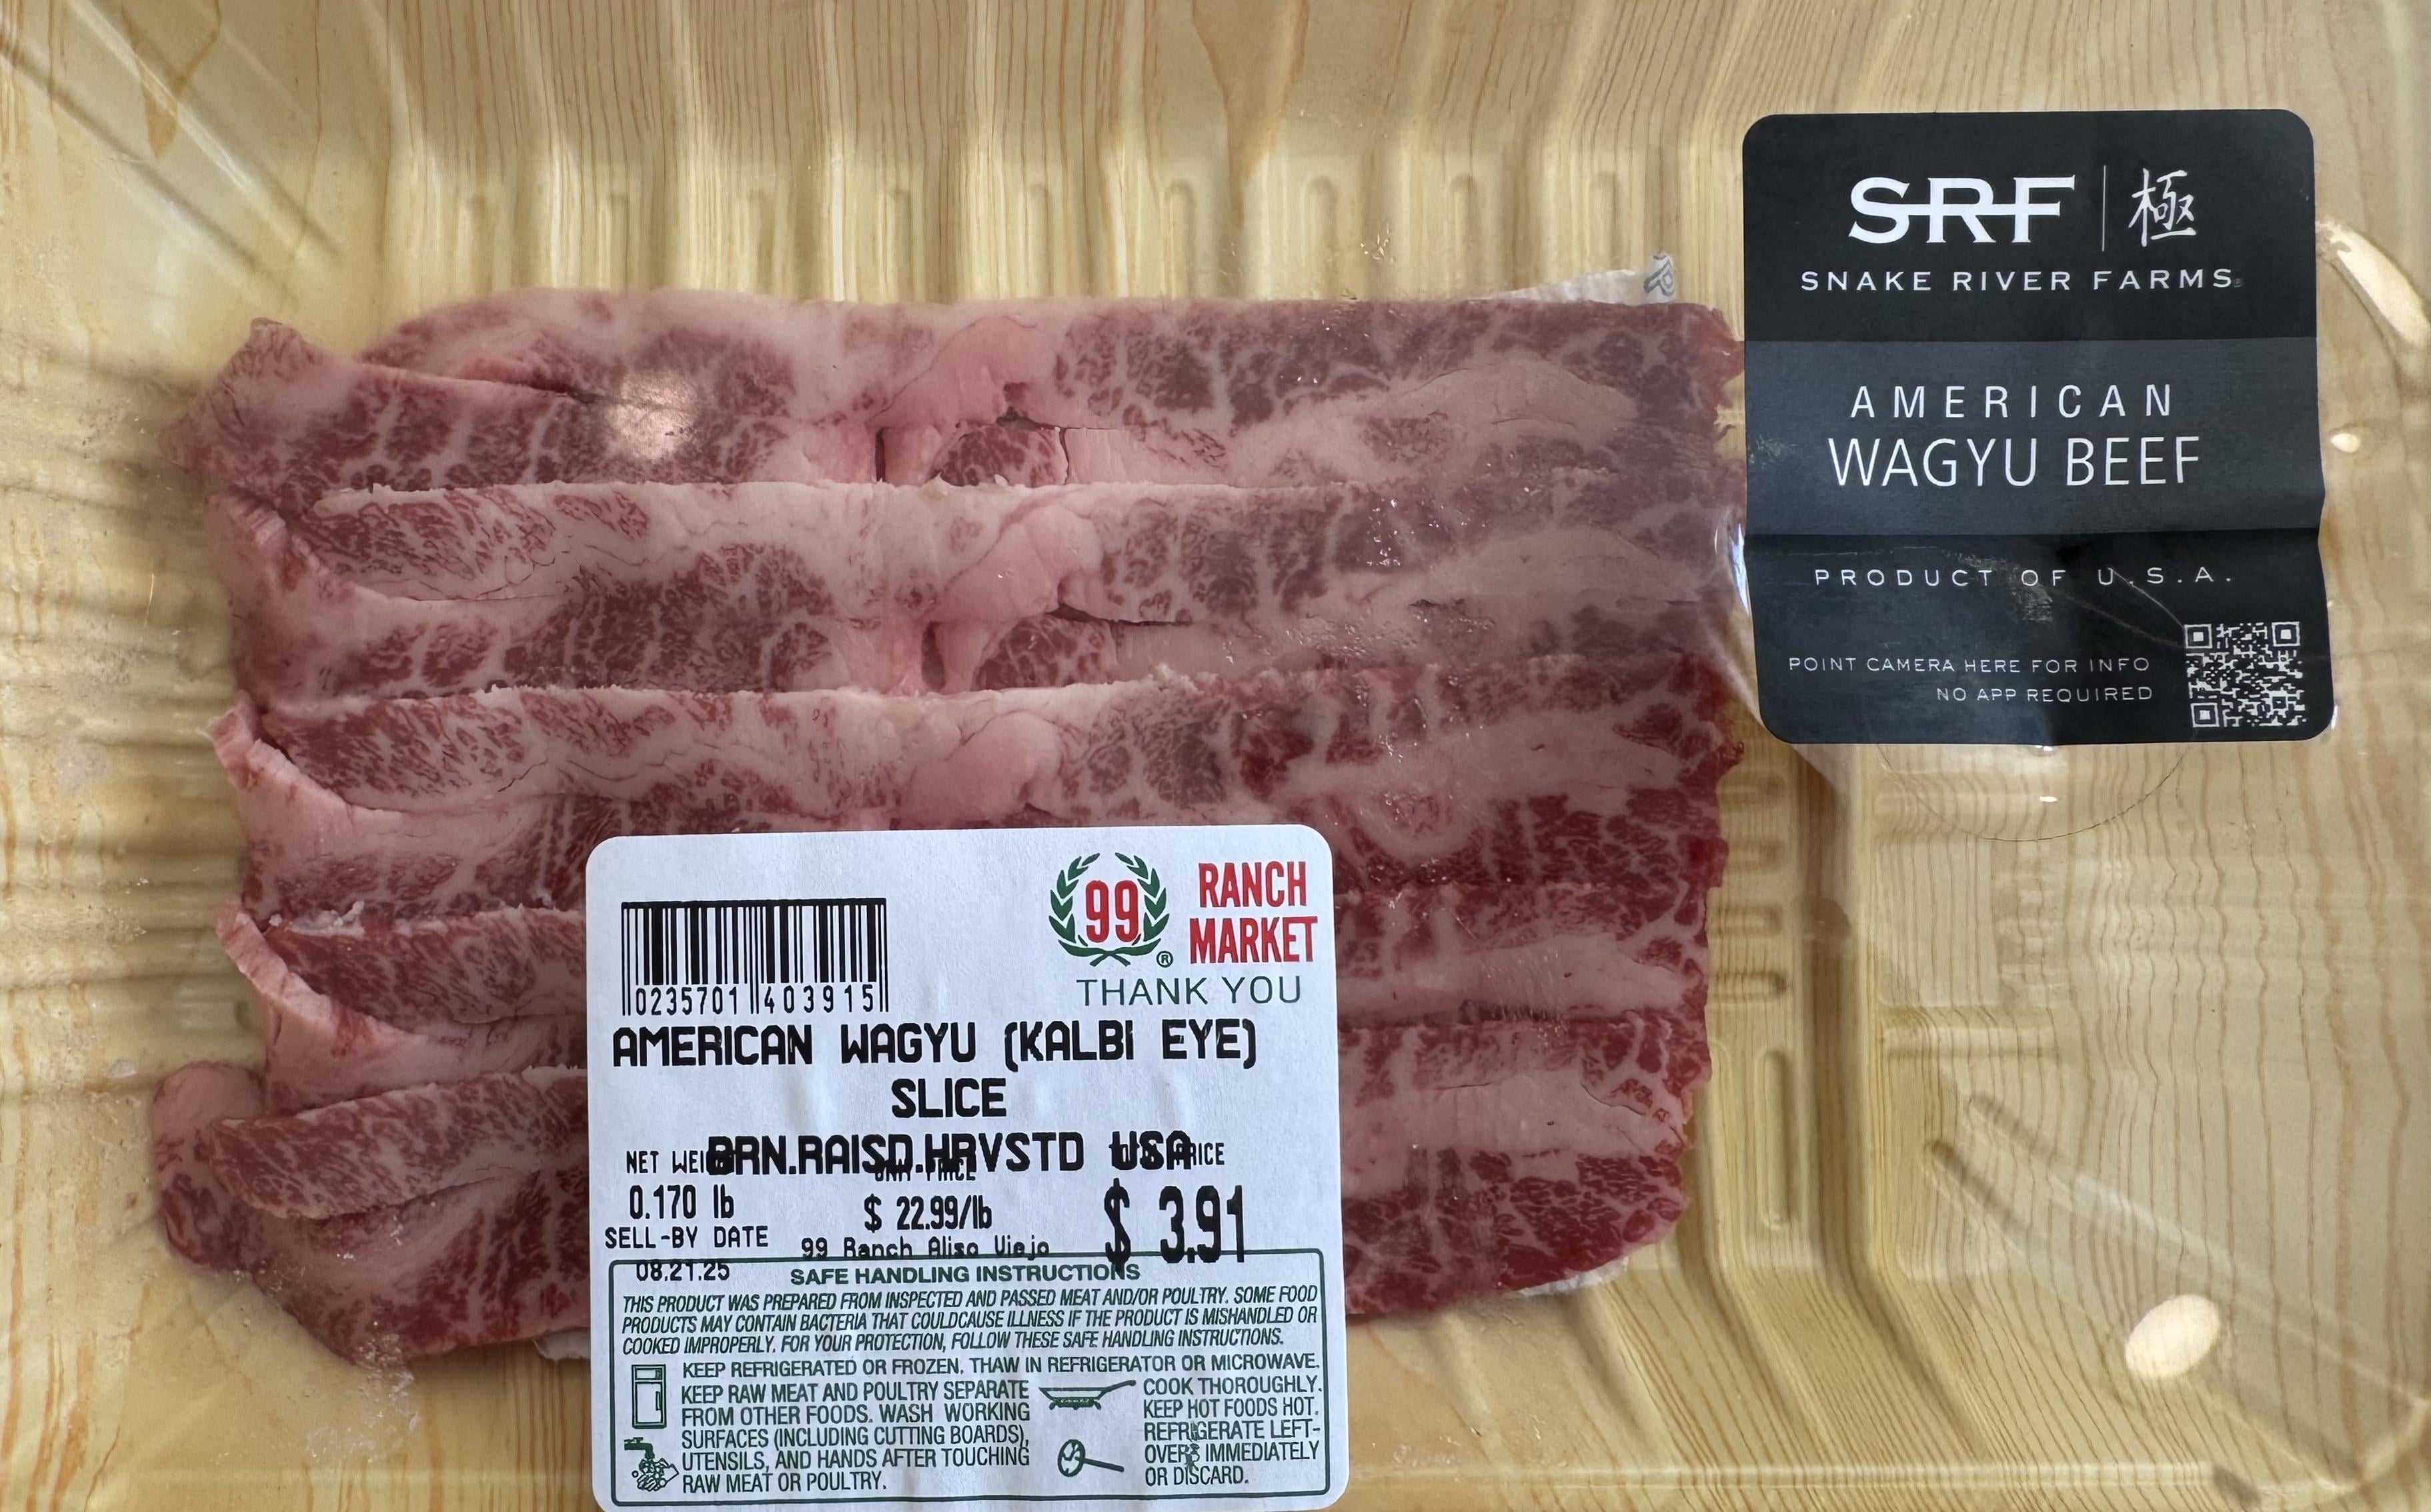 SRF | 極
SNAKE RIVER FARMS®
AMERICAN
WAGYU BEEF
PRODUCT OF U.S.A.
POINT CAMERA HERE FOR INFO
NO APP REQUIRED
99 ® RANCH
MARKET
THANK YOU
0235701 403915
AMERICAN WAGYU (KALBI EYE)
SLICE
BRN.RAISD.HRVSTD USA
NET WEI RICE
UNIT PRICE
0.170 lb $ 22.99/lb $ 3.91
SELL-BY DATE 99 Ranch Aliso Viejo
08.21.25
SAFE HANDLING INSTRUCTIONS
THIS PRODUCT WAS PREPARED FROM INSPECTED AND PASSED MEAT AND/OR POULTRY. SOME FOOD
PRODUCTS MAY CONTAIN BACTERIA THAT COULDCAUSE ILLNESS IF THE PRODUCT IS MISHANDLED OR
COOKED IMPROPERLY. FOR YOUR PROTECTION, FOLLOW THESE SAFE HANDLING INSTRUCTIONS.
KEEP REFRIGERATED OR FROZEN. THAW IN REFRIGERATOR OR MICROWAVE.
KEEP RAW MEAT AND POULTRY SEPARATE
FROM OTHER FOODS. WASH WORKING
SURFACES (INCLUDING CUTTING BOARDS),
UTENSILS, AND HANDS AFTER TOUCHING
RAW MEAT OR POULTRY.
COOK THOROUGHLY.
KEEP HOT FOODS HOT.
REFRIGERATE LEFT-
OVERS IMMEDIATELY
OR DISCARD.